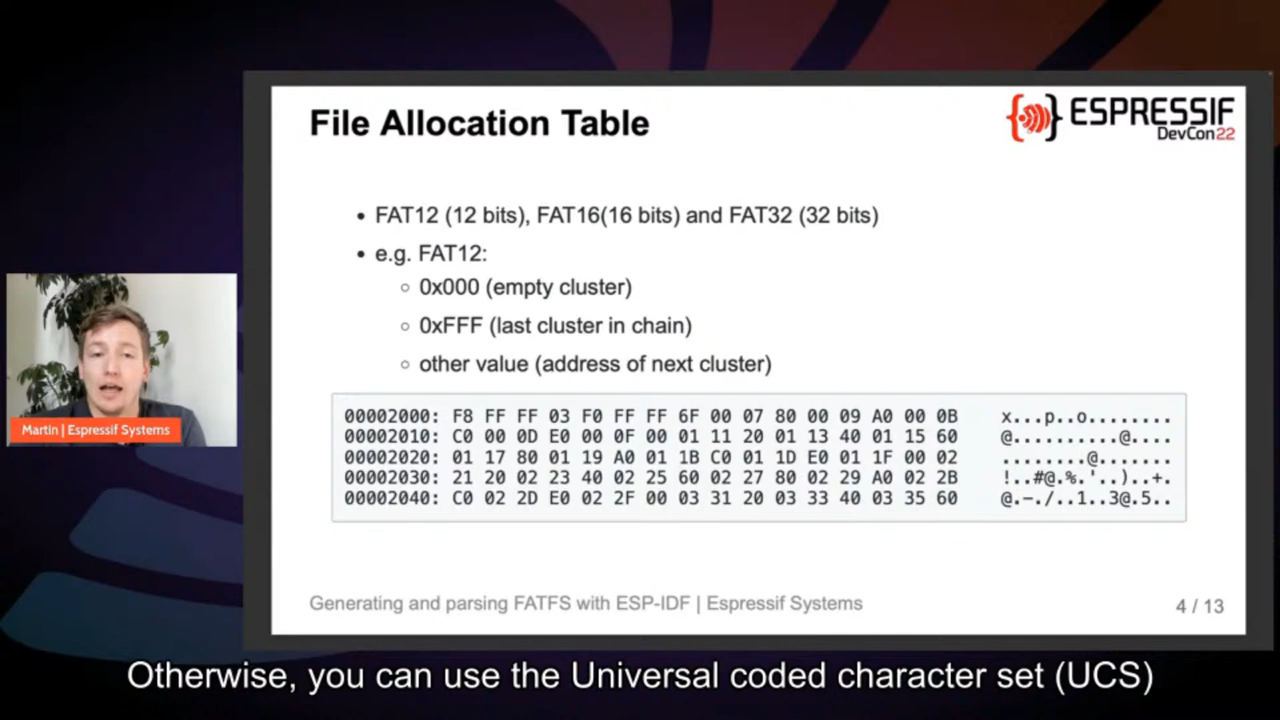 File Allocation Table
ESPRESSIF
DevCon22
• FAT12 (12 bits), FAT16(16 bits) and FAT32 (32 bits)
• e.g. FAT12:
◦ 0x000 (empty cluster)
◦ 0xFFF (last cluster in chain)
◦ other value (address of next cluster)
00002000: F8 FF FF 03 F0 FF FF 6F 00 07 80 00 09 A0 00 0B x...p..o........
00002010: C0 00 0D E0 00 0F 00 01 11 20 01 13 40 01 15 60 @..........@....
00002020: 01 17 80 01 19 A0 01 1B C0 01 1D E0 01 1F 00 02 ........@.......
00002030: 21 20 02 23 40 02 25 60 02 27 80 02 29 A0 02 2B !..#@.%.'..)..+.
00002040: C0 02 2D E0 02 2F 00 03 31 20 03 33 40 03 35 60 @.-./..1..3@.5..
Martin | Espressif Systems
Generating and parsing FATFS with ESP-IDF | Espressif Systems
4 / 13
Otherwise, you can use the Universal coded character set (UCS)